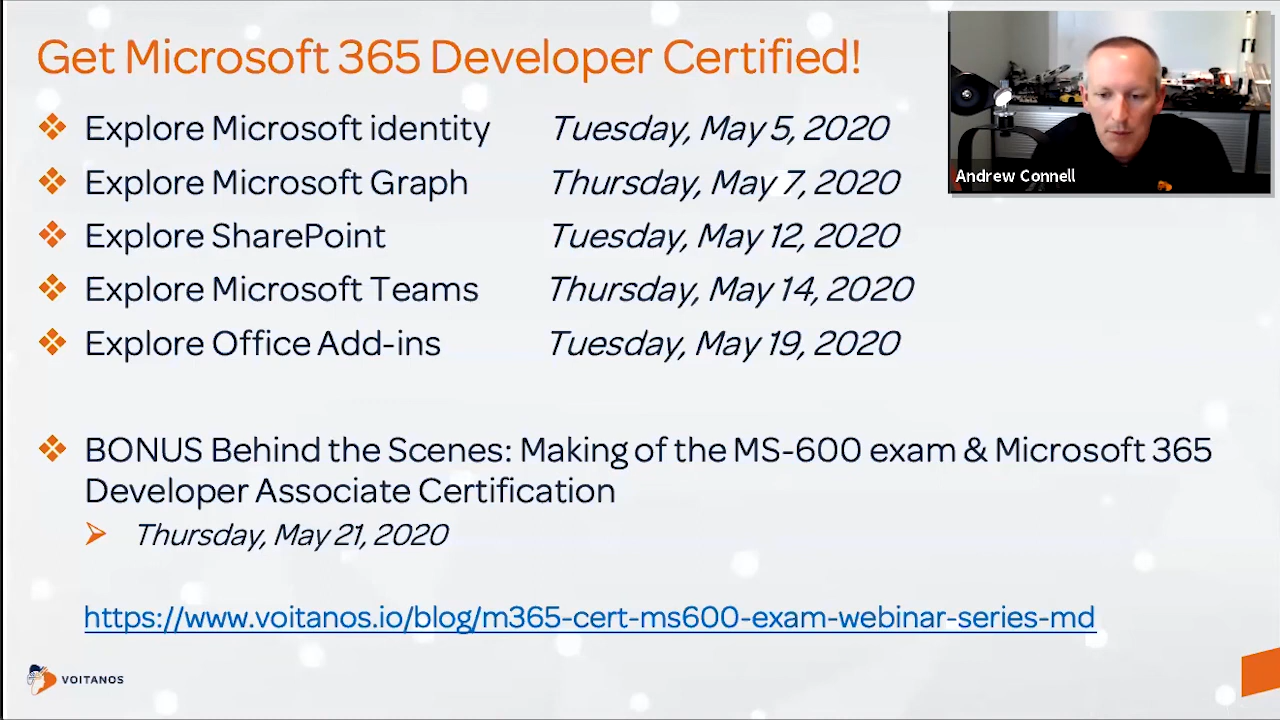 Get Microsoft 365 Developer Certified!
Explore Microsoft identity Tuesday, May 5, 2020
Explore Microsoft Graph Thursday, May 7, 2020
Explore SharePoint Tuesday, May 12, 2020
Explore Microsoft Teams Thursday, May 14, 2020
Explore Office Add-ins Tuesday, May 19, 2020
BONUS Behind the Scenes: Making of the MS-600 exam & Microsoft 365
Developer Associate Certification
Thursday, May 21, 2020
https://www.voitanos.io/blog/m365-cert-ms600-exam-webinar-series-md
VOITANOS
Andrew Connell